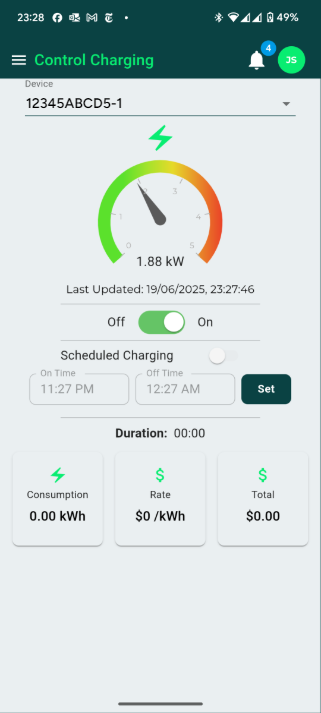 23:28 49%
Control Charging 4 JS
Device
12345ABCD5-1
0 1 2 3 4 5
1.88 kW
Last Updated: 19/06/2025, 23:27:46
Off On
Scheduled Charging
On Time Off Time
11:27 PM 12:27 AM Set
Duration: 00:00
Consumption Rate Total
0.00 kWh $0 /kWh $0.00